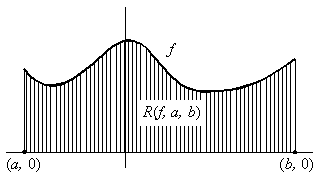 f
R(f, a, b)
(a, 0) (b, 0)